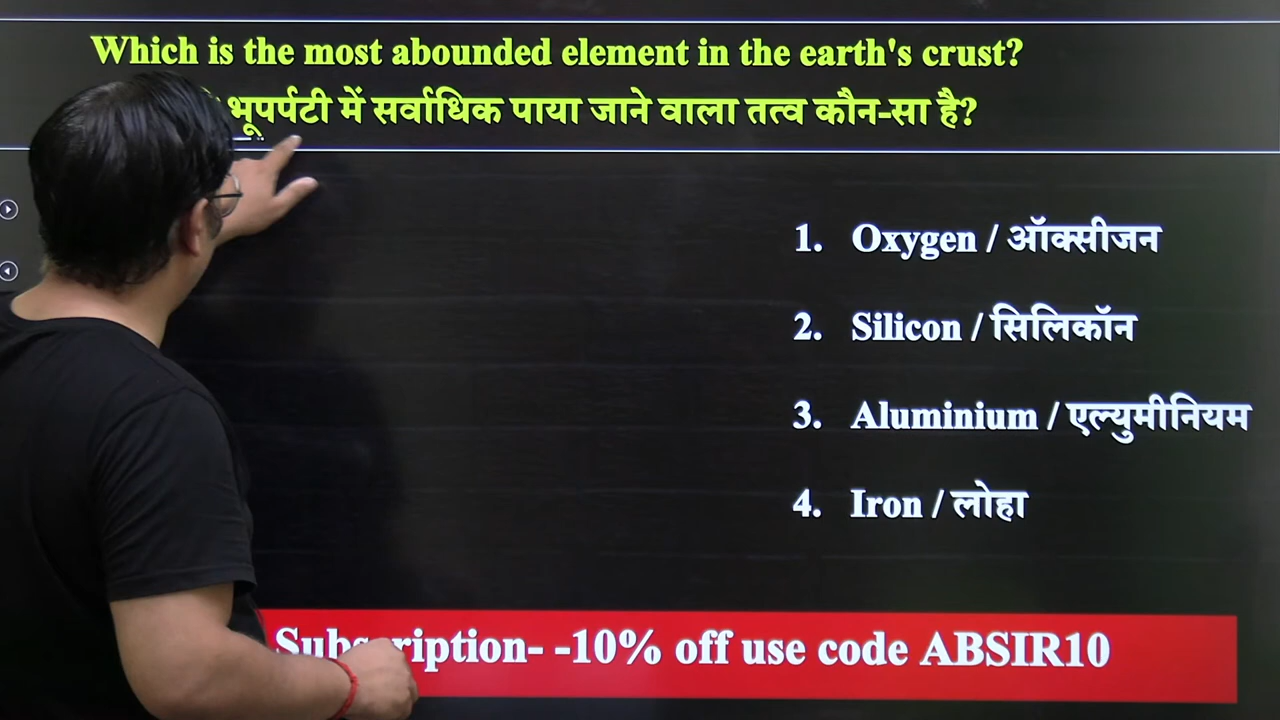 Which is the most abounded element in the earth's crust?
भूपर्पटी में सर्वाधिक पाया जाने वाला तत्व कौन-सा है?
1. Oxygen / ऑक्सीजन
2. Silicon / सिलिकॉन
3. Aluminium / एल्युमीनियम
4. Iron / लोहा
- -10% off use code ABSIR10